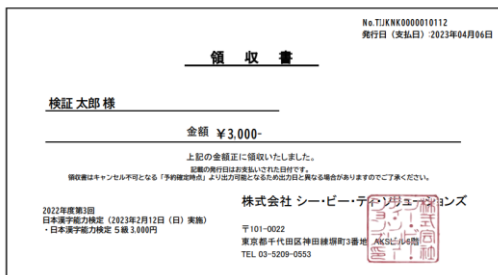 No.TIJKNK0000010112
発行日（支払日）:2023年04月06日
領 収 書
検証 太郎 様
金額 ￥3,000-
上記の金額正に領収いたしました。
記載の発行日はお支払いされた日付です。
領収書はキャンセル不可となる「予約確定時点」より出力可能となるため出力日と異なる場合がありますのでご了承ください。
2022年度第3回
日本漢字能力検定（2023年2月12日（日）実施）
・日本漢字能力検定 5級 3,000円
株式会社 シー・ビー・ティ・ソリューションズ
〒101-0022
東京都千代田区神田練塀町3番地 AKSビル6階
TEL 03-5209-0553